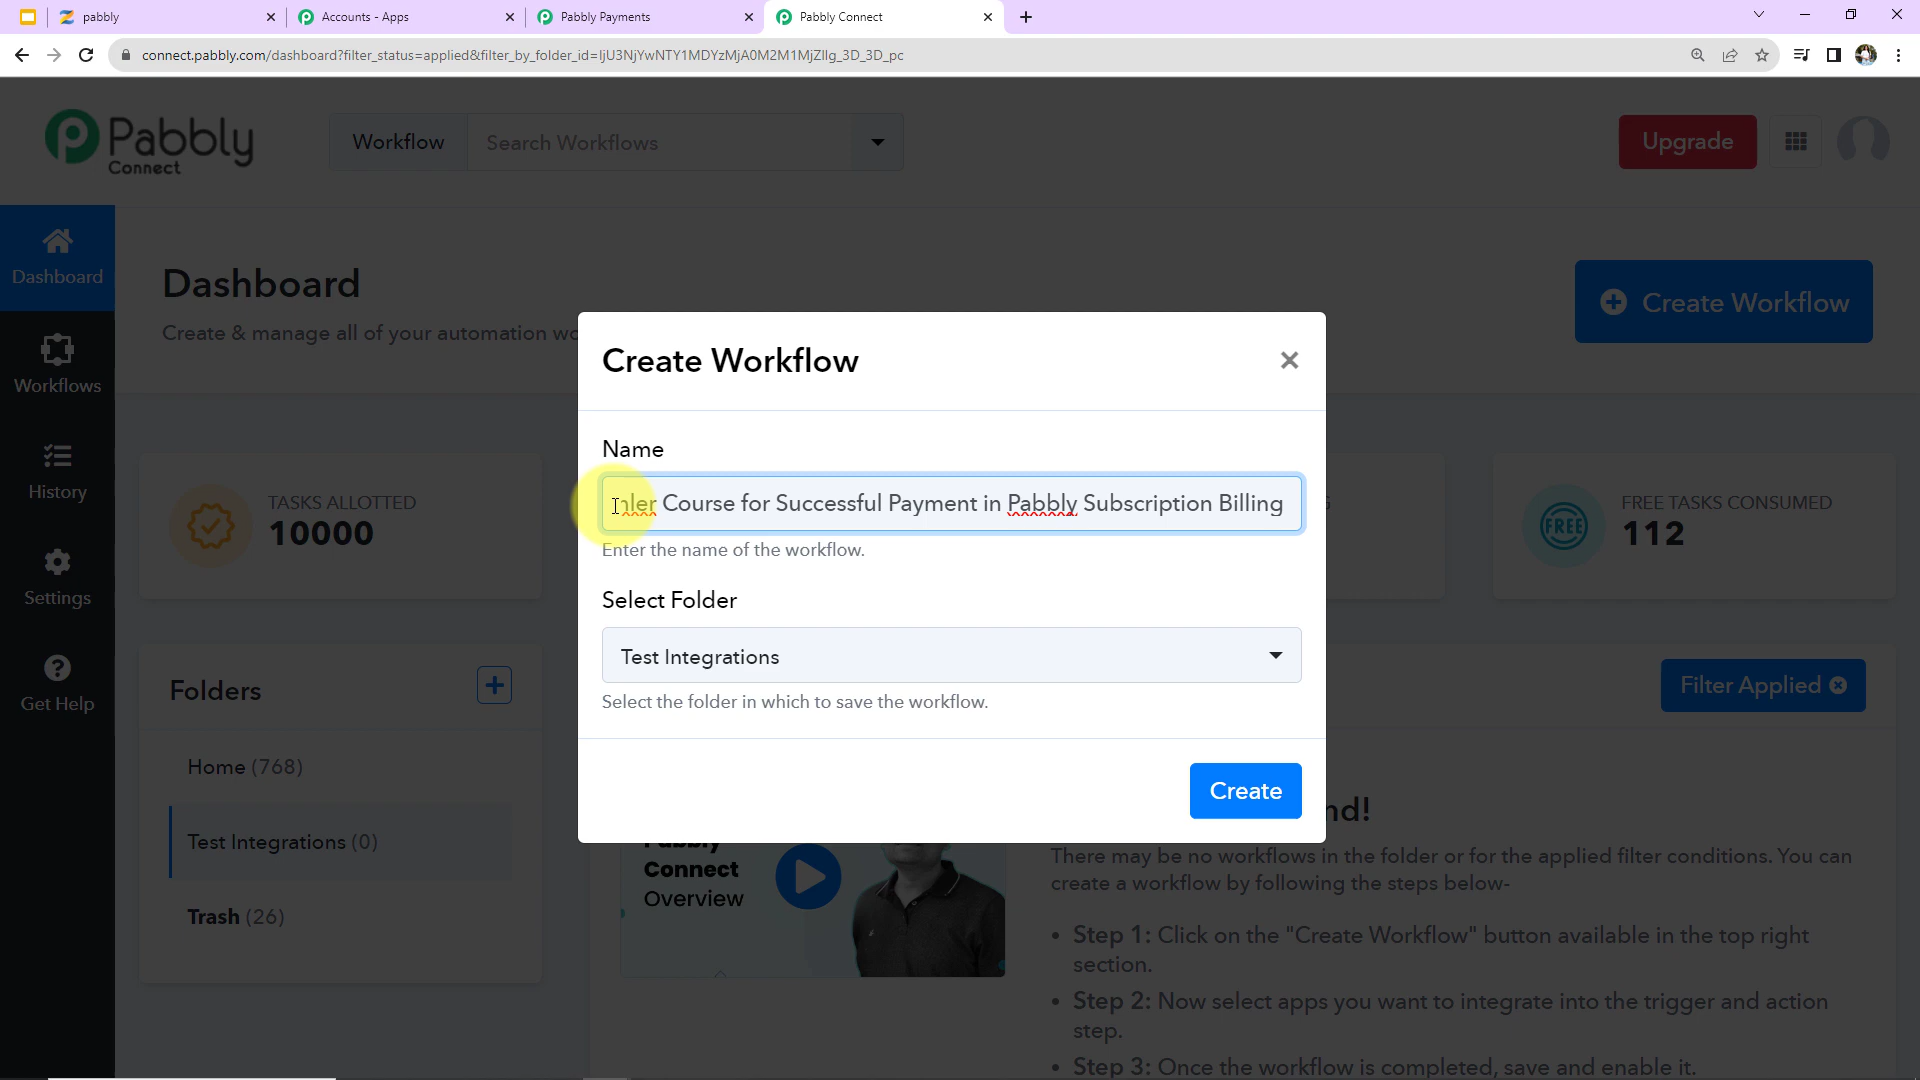 pabbly
Accounts - Apps
Pabbly Payments
Pabbly Connect
connect.pabbly.com/dashboard?filter_status=applied&filter_by_folder_id=IjU3NjYwNTY1MDYzMjA0M2M1MjZlIg_3D_3D_pc
Pabbly
Connect
Workflow
Search Workflows
Upgrade
Dashboard
Dashboard
Create & manage all of your automation wo
Create Workflow
Workflows
History
Settings
Get Help
TASKS ALLOTTED
10000
FREE TASKS CONSUMED
112
FREE
Create Workflow
Name
hler Course for Successful Payment in Pabbly Subscription Billing
Enter the name of the workflow.
Select Folder
Test Integrations
Select the folder in which to save the workflow.
Create
Folders
Home (768)
Test Integrations (0)
Trash (26)
Filter Applied
Pabbly
Connect
Overview
nd!
There may be no workflows in the folder or for the applied filter conditions. You can
create a workflow by following the steps below-
• Step 1: Click on the "Create Workflow" button available in the top right
section.
• Step 2: Now select apps you want to integrate into the trigger and action
step.
• Step 3: Once the workflow is completed, save and enable it.